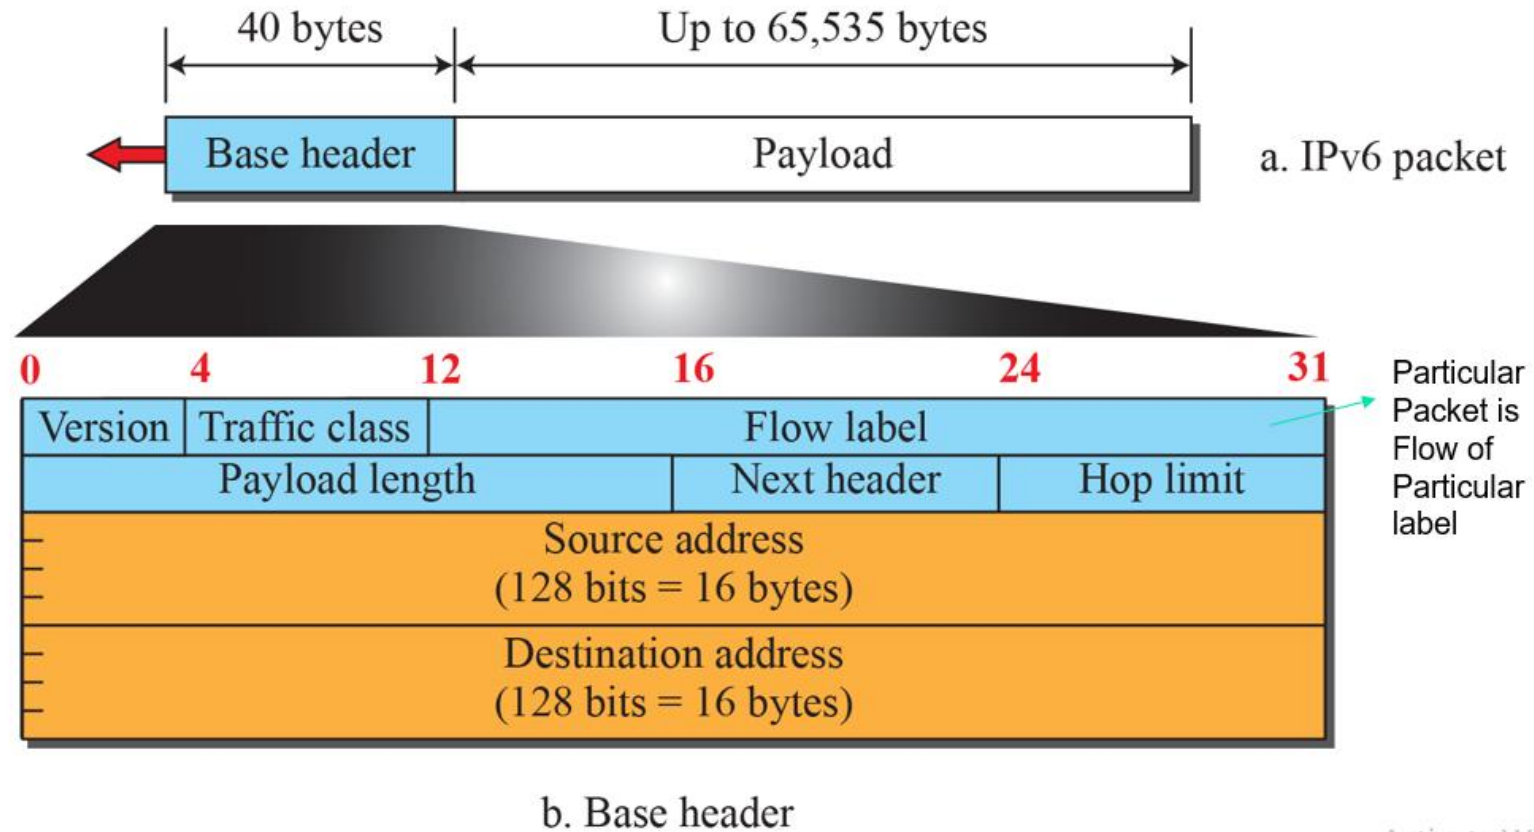 40 bytes
Up to 65,535 bytes
Base header
Payload
a. IPv6 packet
0 4 12 16 24 31
Version Traffic class Flow label
Payload length Next header Hop limit
Source address
(128 bits = 16 bytes)
Destination address
(128 bits = 16 bytes)
Particular
Packet is
Flow of
Particular
label
b. Base header